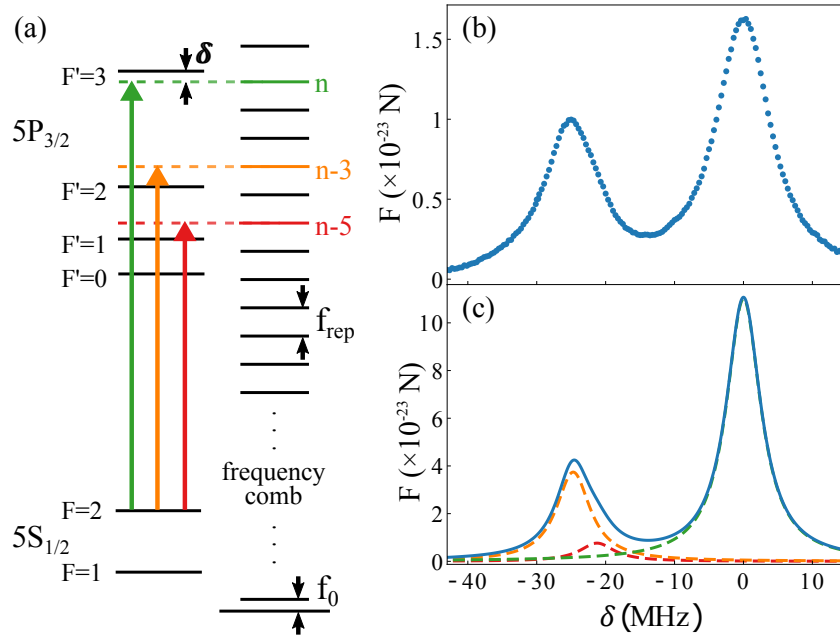 (a)
δ
F'=3
n
5P3/2
n-3
F'=2
n-5
F'=1
F'=0
frep
frequency
comb
F=2
5S1/2
F=1
f0
(b)
F (×10⁻²³ N)
1.5
1
0.5
0
(c)
F (×10⁻²³ N)
10
8
6
4
2
0
-40 -30 -20 -10 0 10
δ (MHz)